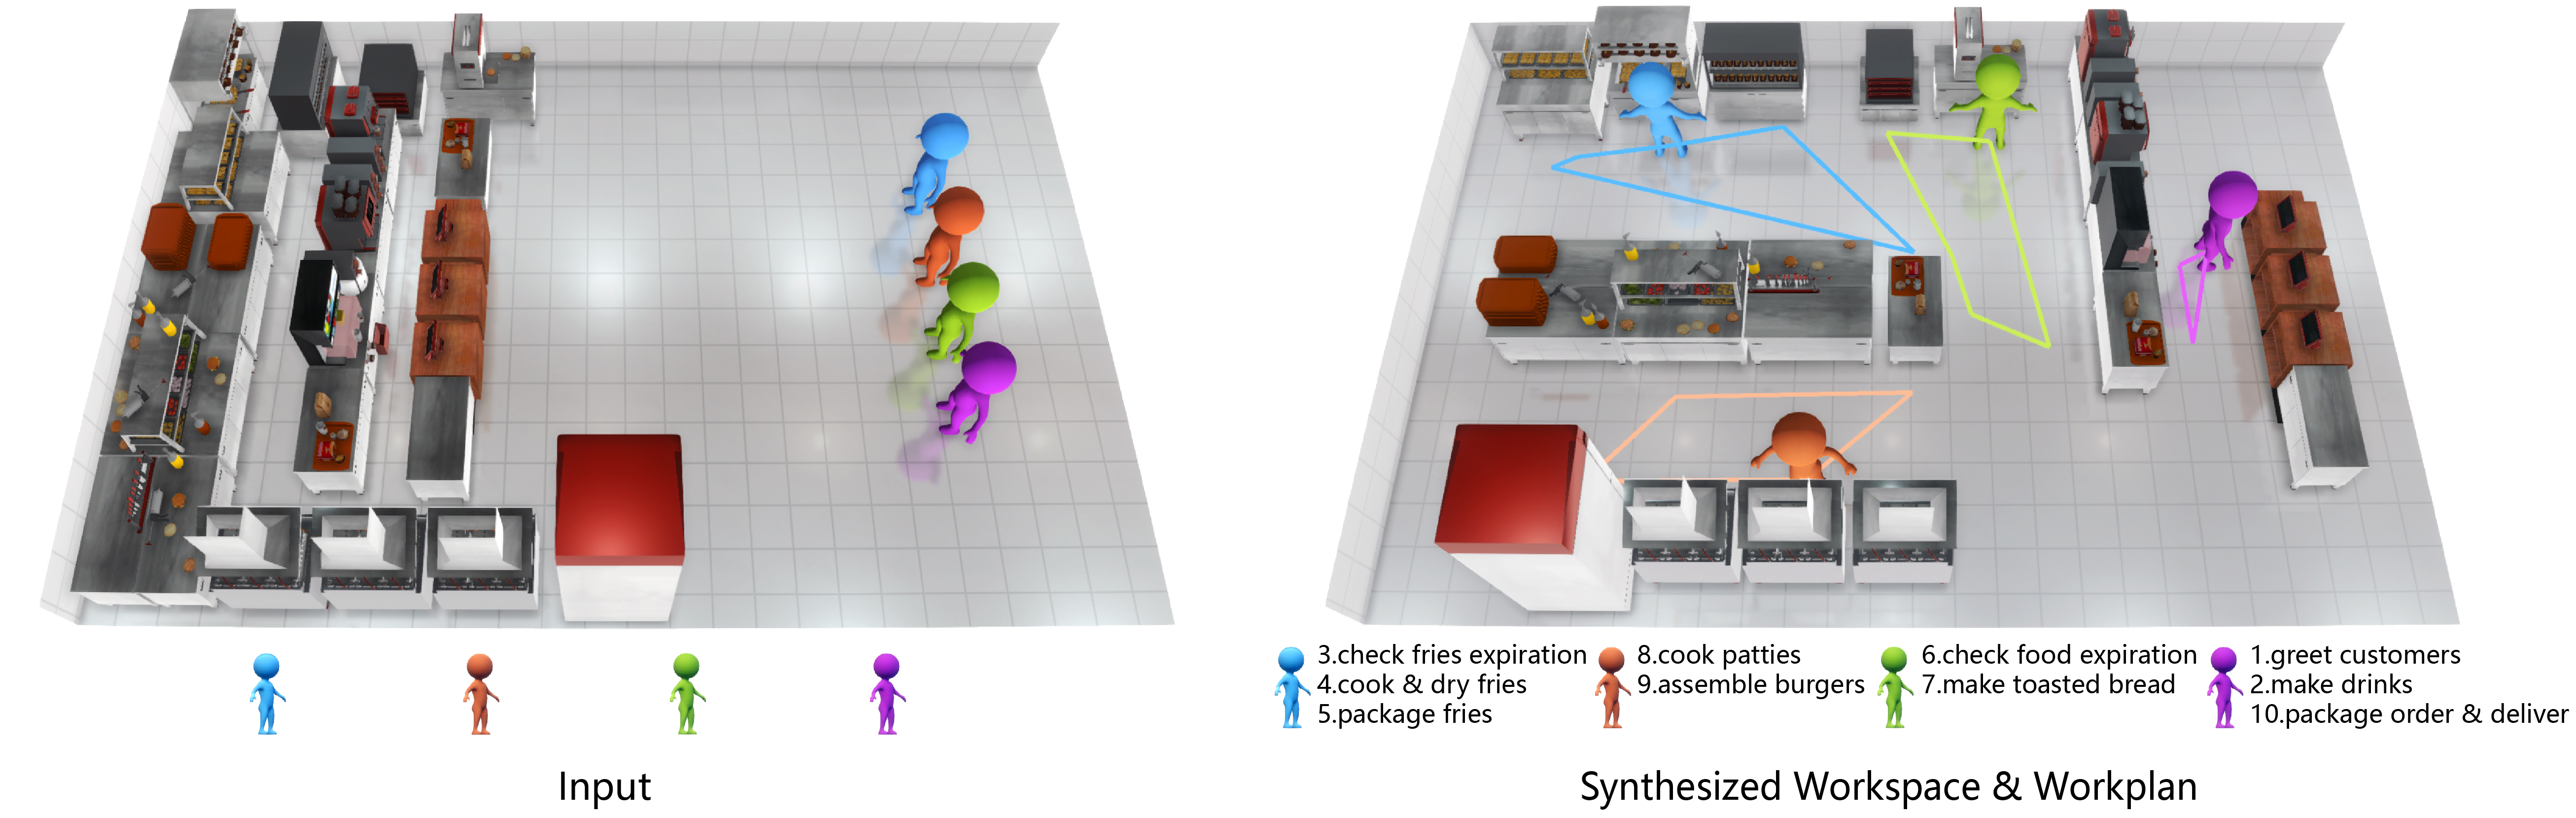 3.check fries expiration
4.cook & dry fries
5.package fries
8.cook patties
9.assemble burgers
6.check food expiration
7.make toasted bread
1.greet customers
2.make drinks
10.package order & deliver
Input
Synthesized Workspace & Workplan